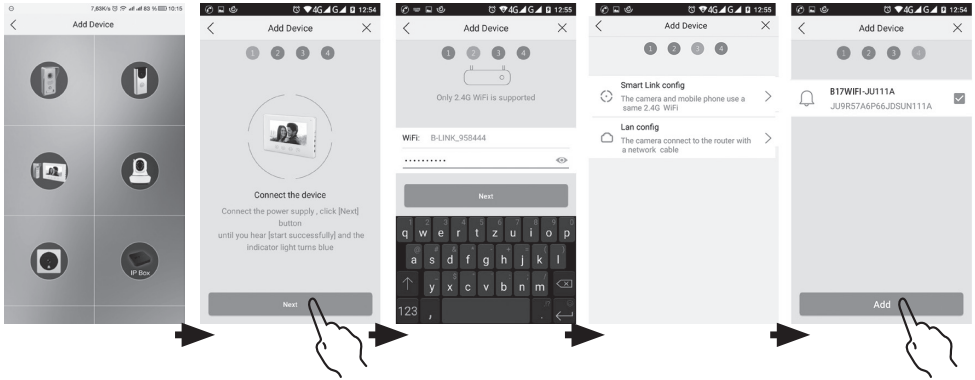 7,83K/s 83 % 10:15
Add Device
IP Box
4G G 12:54
Add Device
1 2 3 4
Connect the device
Connect the power supply , click [Next]
button
until you hear [start successfully] and the
indicator light turns blue
Next
4G G 12:55
Add Device
1 2 3 4
Only 2.4G WiFi is supported
WiFi: B-LINK_958444
••••••••••
Next
q w e r t z u i o p
a s d f g h j k l
y x c v b n m
123 , .
4G G 12:55
Add Device
1 2 3 4
Smart Link config
The camera and mobile phone use a
same 2.4G WiFi
Lan config
The camera connect to the router with
a network cable
4G G 12:54
Add Device
1 2 3 4
B17WIFI-JU111A
JU9R57A6P66JDSUN111A
Add